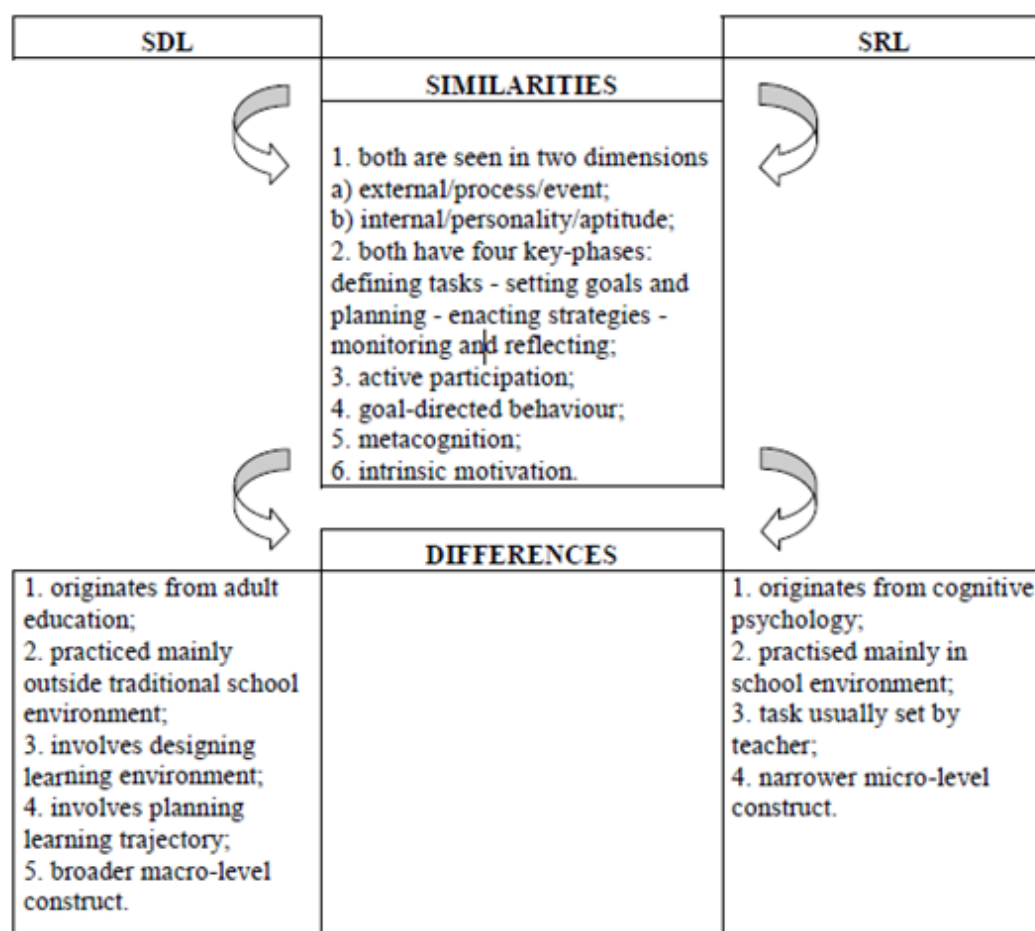 SDL
SRL
SIMILARITIES
1. both are seen in two dimensions
a) external/process/event;
b) internal/personality/aptitude;
2. both have four key-phases:
defining tasks - setting goals and
planning - enacting strategies -
monitoring and reflecting;
3. active participation;
4. goal-directed behaviour;
5. metacognition;
6. intrinsic motivation.
DIFFERENCES
1. originates from adult
education;
2. practiced mainly
outside traditional school
environment;
3. involves designing
learning environment;
4. involves planning
learning trajectory;
5. broader macro-level
construct.
1. originates from cognitive
psychology;
2. practised mainly in
school environment;
3. task usually set by
teacher;
4. narrower micro-level
construct.